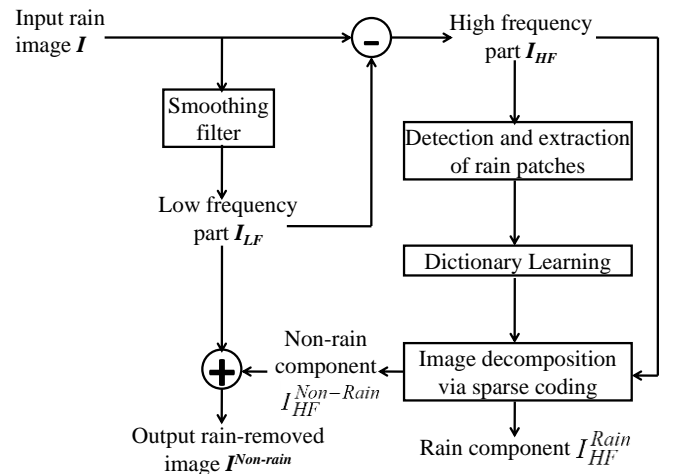 Input rain
image I
-
High frequency
part I_HF
Smoothing
filter
Detection and extraction
of rain patches
Low frequency
part I_LF
Dictionary Learning
Non-rain
component
I_HF^Non−Rain
+
Image decomposition
via sparse coding
Output rain-removed
image I^Non-rain
Rain component I_HF^Rain